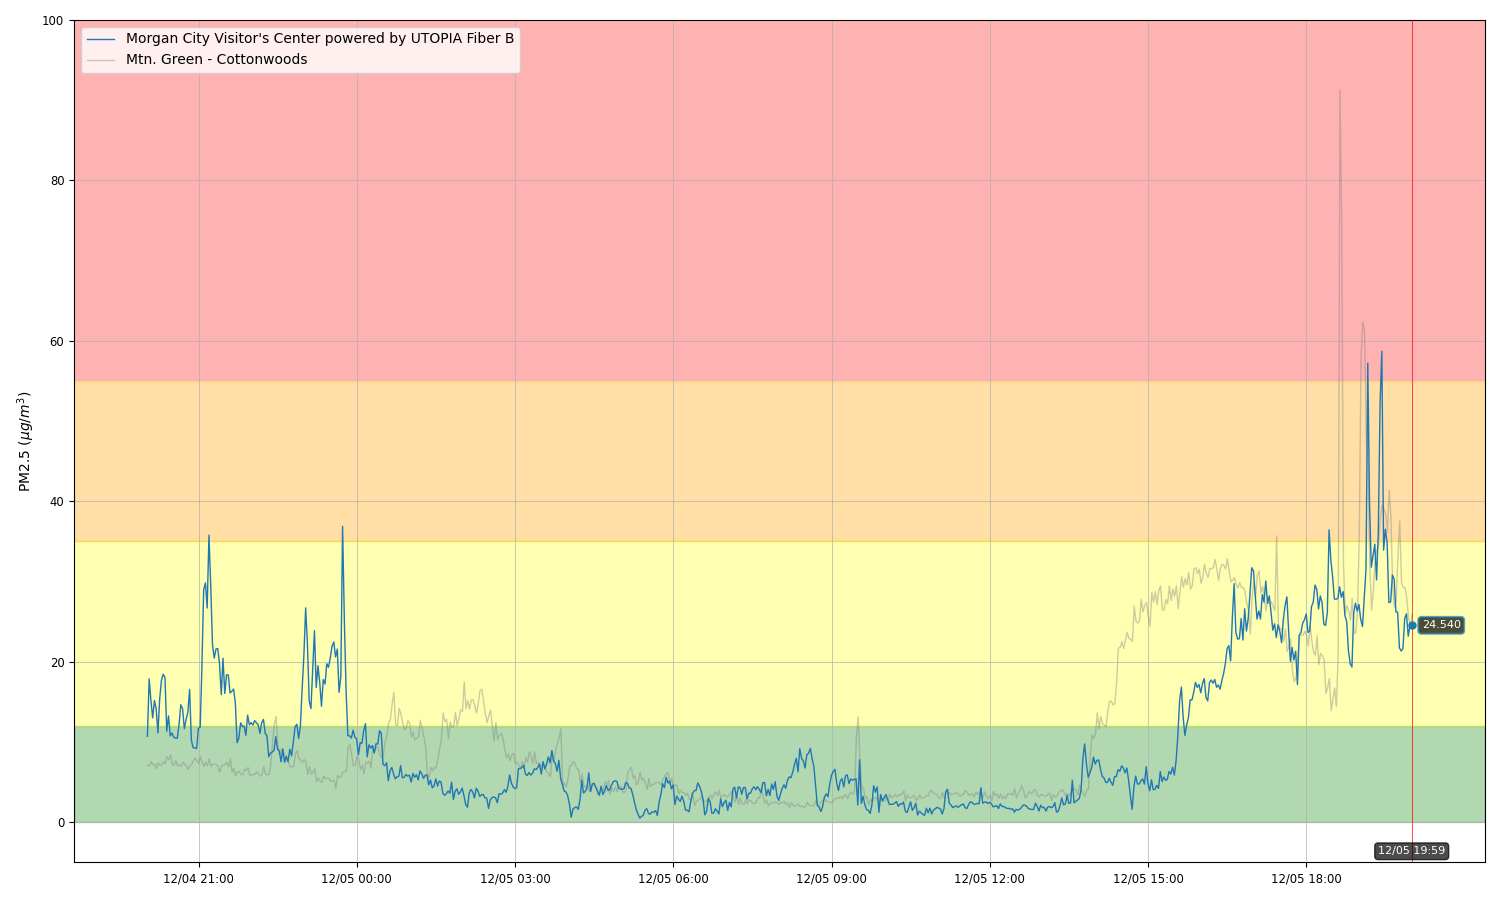 100
Morgan City Visitor's Center powered by UTOPIA Fiber B
Mtn. Green - Cottonwoods
80
60
PM2.5 (μg/m³)
40
24.540
20
0
12/05 19:59
12/04 21:00 12/05 00:00 12/05 03:00 12/05 06:00 12/05 09:00 12/05 12:00 12/05 15:00 12/05 18:00